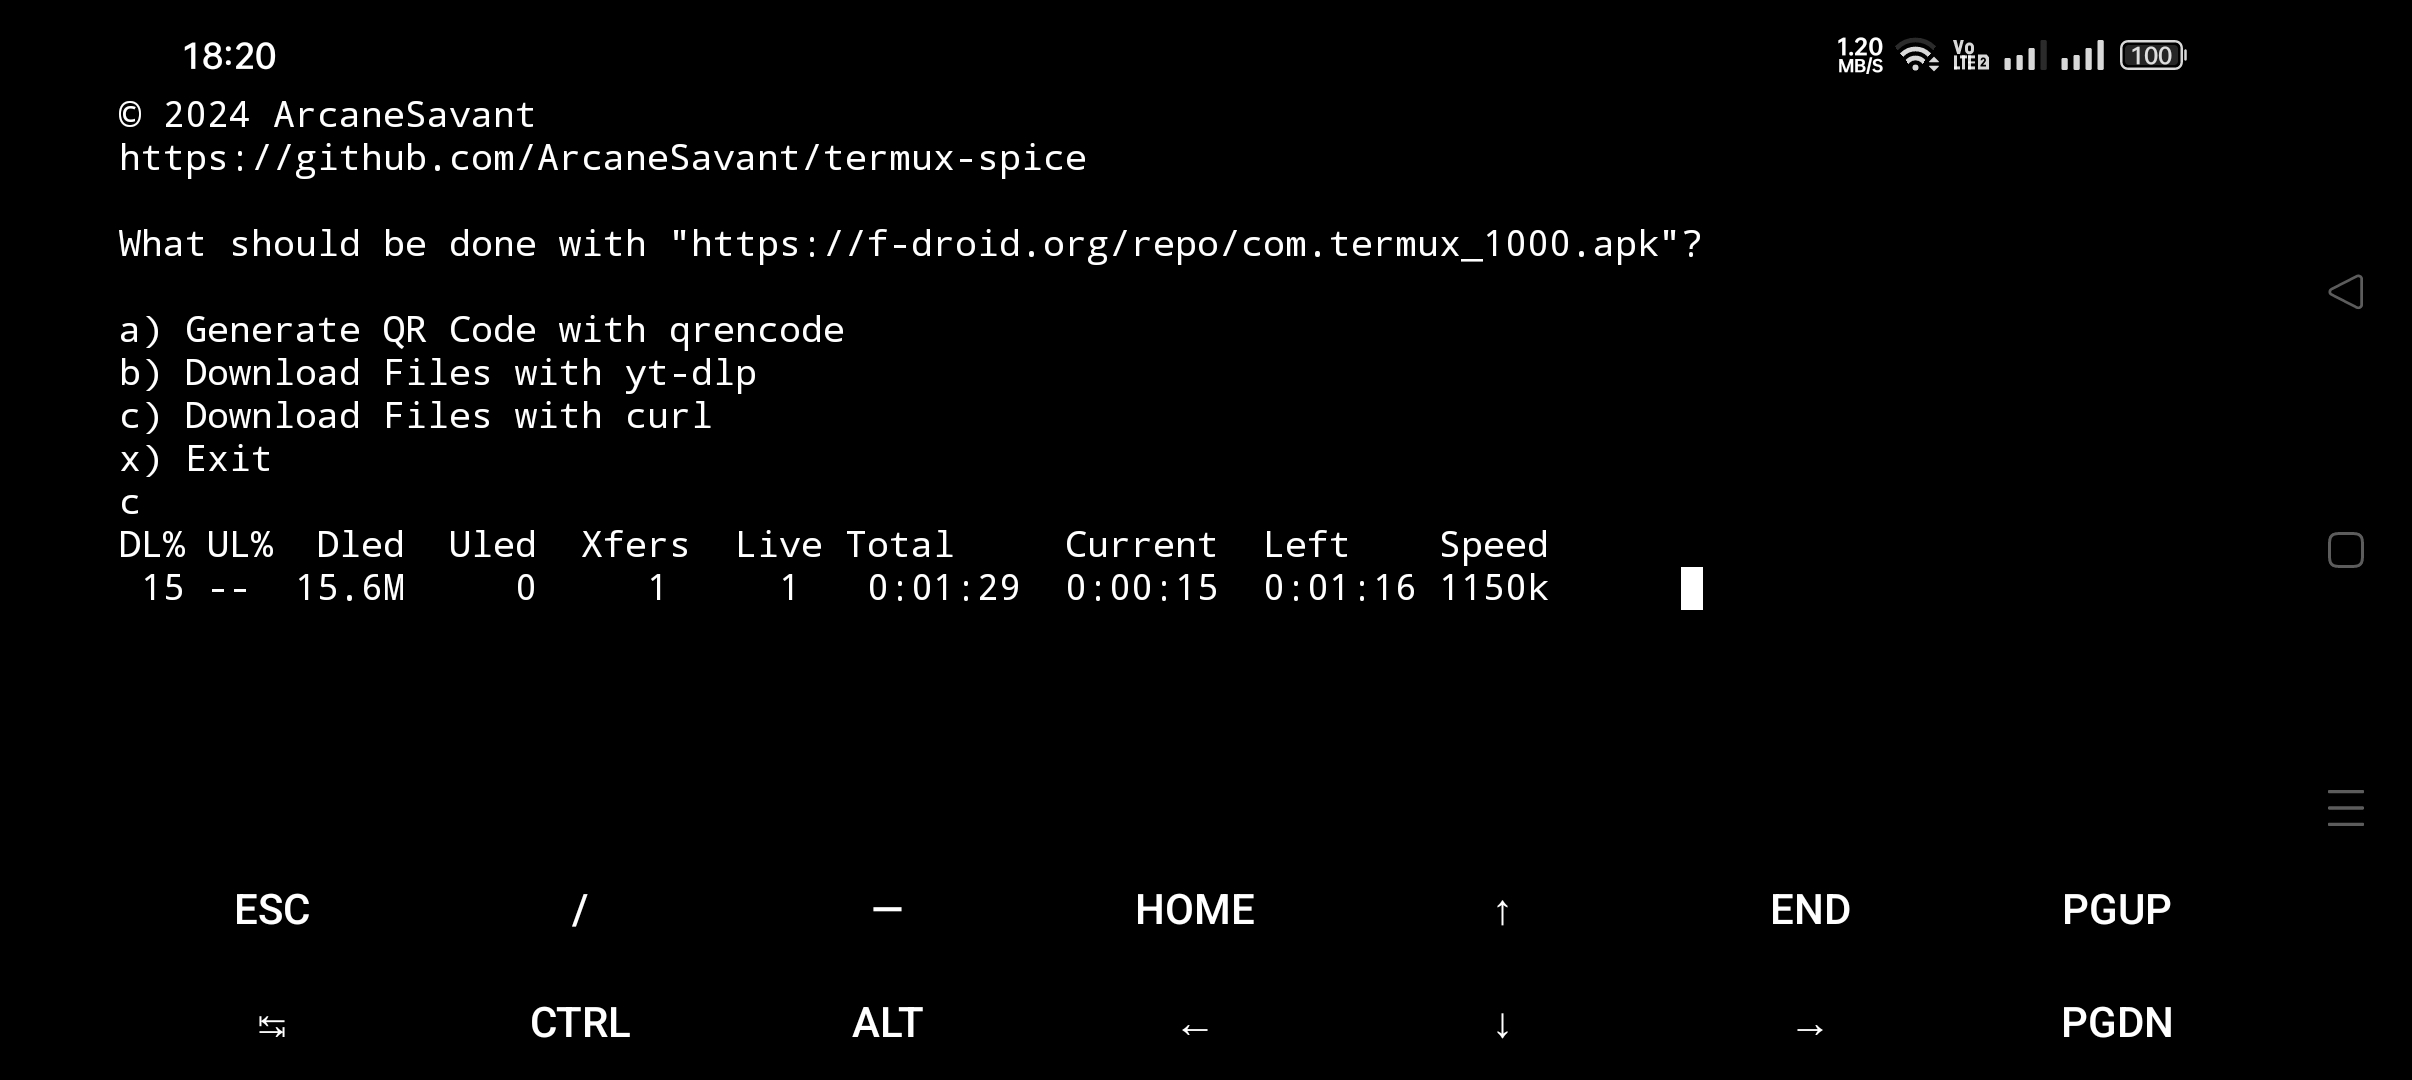 18:20
1.20 MB/S Vo LTE 2 100
© 2024 ArcaneSavant
https://github.com/ArcaneSavant/termux-spice
What should be done with "https://f-droid.org/repo/com.termux_1000.apk"?
a) Generate QR Code with qrencode
b) Download Files with yt-dlp
c) Download Files with curl
x) Exit
c
DL% UL%  Dled  Uled  Xfers  Live Total     Current  Left    Speed
 15 --  15.6M     0     1     1   0:01:29  0:00:15  0:01:16 1150k
ESC / — HOME ↑ END PGUP
↹ CTRL ALT ← ↓ → PGDN